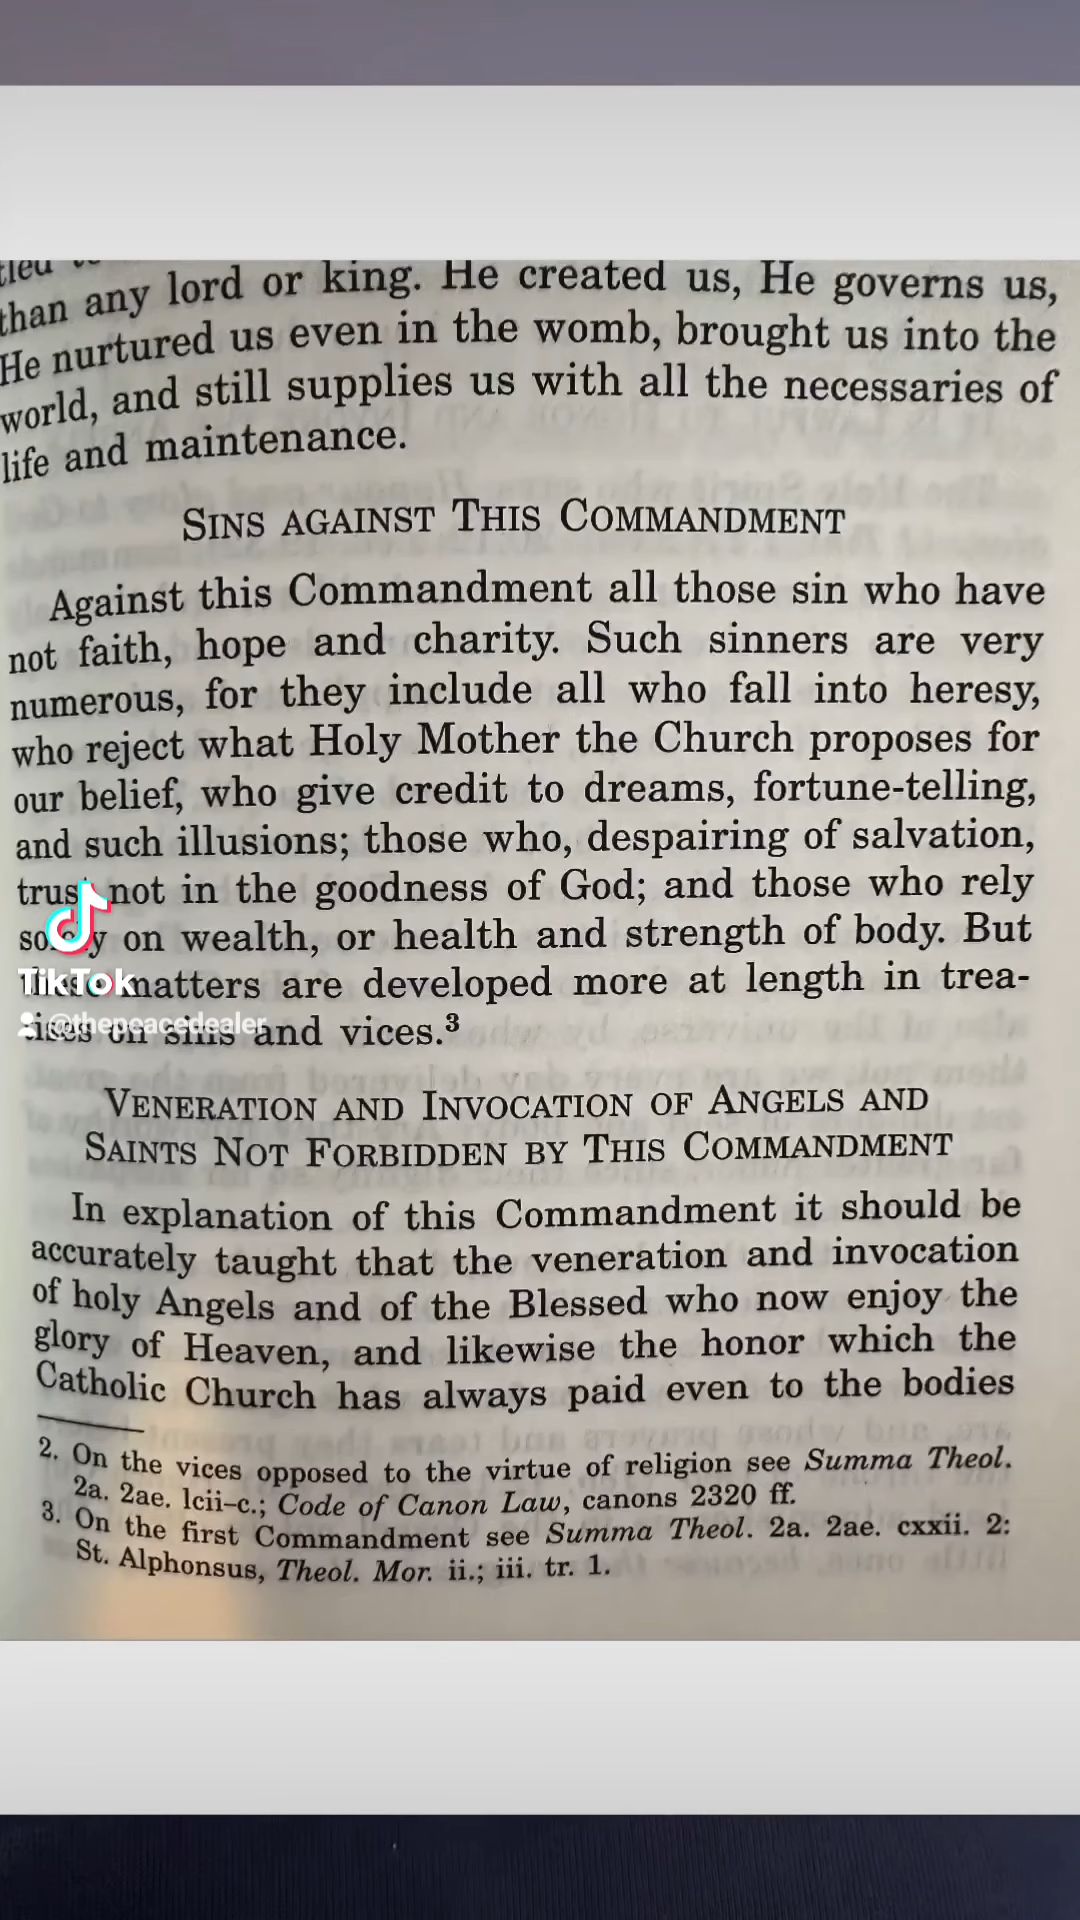 than any lord or king. He created us, He governs us,
He nurtured us even in the womb, brought us into the
world, and still supplies us with all the necessaries of
life and maintenance.
SINS AGAINST THIS COMMANDMENT
Against this Commandment all those sin who have
not faith, hope and charity. Such sinners are very
numerous, for they include all who fall into heresy,
who reject what Holy Mother the Church proposes for
our belief, who give credit to dreams, fortune-telling,
and such illusions; those who, despairing of salvation,
trust not in the goodness of God; and those who rely
solely on wealth, or health and strength of body. But
these matters are developed more at length in trea-
tises on sins and vices.3
TikTok
@thepeacedealer
VENERATION AND INVOCATION OF ANGELS AND
SAINTS NOT FORBIDDEN BY THIS COMMANDMENT
In explanation of this Commandment it should be
accurately taught that the veneration and invocation
of holy Angels and of the Blessed who now enjoy the
glory of Heaven, and likewise the honor which the
Catholic Church has always paid even to the bodies
2. On the vices opposed to the virtue of religion see Summa Theol.
2a. 2ae. lcii-c.; Code of Canon Law, canons 2320 ff.
3. On the first Commandment see Summa Theol. 2a. 2ae. cxxii. 2:
St. Alphonsus, Theol. Mor. ii.; iii. tr. 1.